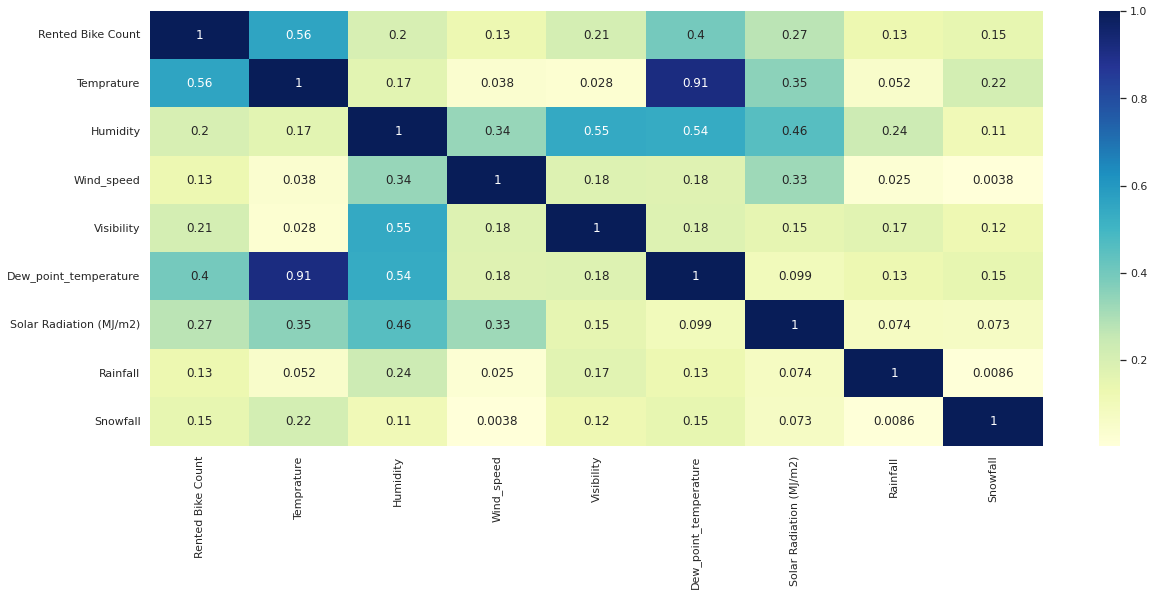 Rented Bike Count 1 0.56 0.2 0.13 0.21 0.4 0.27 0.13 0.15
Temprature 0.56 1 0.17 0.038 0.028 0.91 0.35 0.052 0.22
Humidity 0.2 0.17 1 0.34 0.55 0.54 0.46 0.24 0.11
Wind_speed 0.13 0.038 0.34 1 0.18 0.18 0.33 0.025 0.0038
Visibility 0.21 0.028 0.55 0.18 1 0.18 0.15 0.17 0.12
Dew_point_temperature 0.4 0.91 0.54 0.18 0.18 1 0.099 0.13 0.15
Solar Radiation (MJ/m2) 0.27 0.35 0.46 0.33 0.15 0.099 1 0.074 0.073
Rainfall 0.13 0.052 0.24 0.025 0.17 0.13 0.074 1 0.0086
Snowfall 0.15 0.22 0.11 0.0038 0.12 0.15 0.073 0.0086 1
Rented Bike Count
Temprature
Humidity
Wind_speed
Visibility
Dew_point_temperature
Solar Radiation (MJ/m2)
Rainfall
Snowfall
1.0
0.8
0.6
0.4
0.2